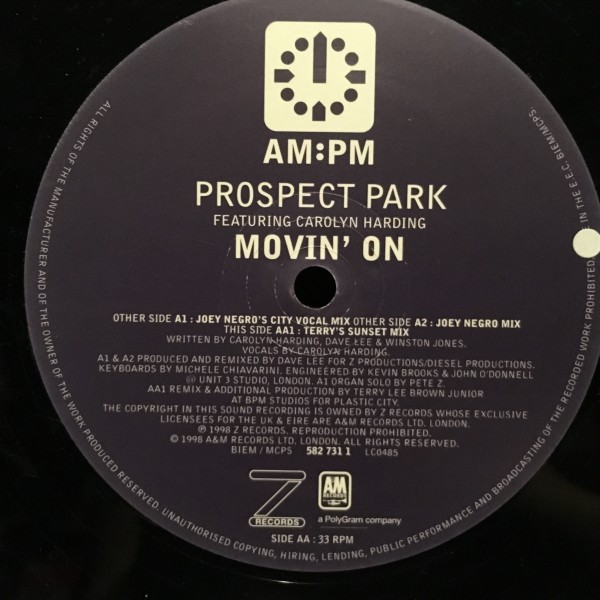 AM:PM
PROSPECT PARK
FEATURING CAROLYN HARDING
MOVIN' ON
OTHER SIDE A1 : JOEY NEGRO'S CITY VOCAL MIX OTHER SIDE A2 : JOEY NEGRO MIX
THIS SIDE AA1 : TERRY'S SUNSET MIX
WRITTEN BY CAROLYN HARDING, DAVE LEE & WINSTON JONES.
VOCALS BY CAROLYN HARDING.
A1 & A2 PRODUCED AND REMIXED BY DAVE LEE FOR Z PRODUCTIONS/DIESEL PRODUCTIONS.
KEYBOARDS BY MICHELE CHIAVARINI. ENGINEERED BY KEVIN BROOKS & JOHN O'DONNELL
@ UNIT 3 STUDIO, LONDON. A1 ORGAN SOLO BY PETE Z.
AA1 REMIX & ADDITIONAL PRODUCTION BY TERRY LEE BROWN JUNIOR
AT BPM STUDIOS FOR PLASTIC CITY.
THE COPYRIGHT IN THIS SOUND RECORDING IS OWNED BY Z RECORDS WHOSE EXCLUSIVE
LICENSEES FOR THE UK & EIRE ARE A&M RECORDS LTD. LONDON.
℗ 1998 Z RECORDS. REPRODUCTION PROHIBITED.
© 1998 A&M RECORDS LTD. LONDON. ALL RIGHTS RESERVED.
BIEM / MCPS 582 731 1 LC0485
Z RECORDS
AM RECORDS
a PolyGram company
SIDE AA : 33 RPM
ALL RIGHTS OF THE MANUFACTURER AND OF THE OWNER OF THE WORK PRODUCED RESERVED. UNAUTHORISED COPYING, HIRING, LENDING, PUBLIC PERFORMANCE AND BROADCASTING OF THE RECORDED WORK PROHIBITED. IN THE E.E.C. BIEM/MCPS.